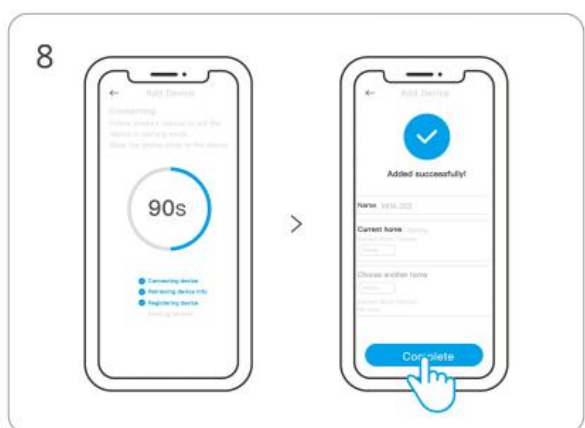 8
Add Device
Connecting
Follow product manual to put the
device in pairing mode.
Keep the phone close to the device
90s
Connecting device
Retrieving device info
Registering device
Add Device
Added successfully!
Name
Current home
Choose another home
Complete